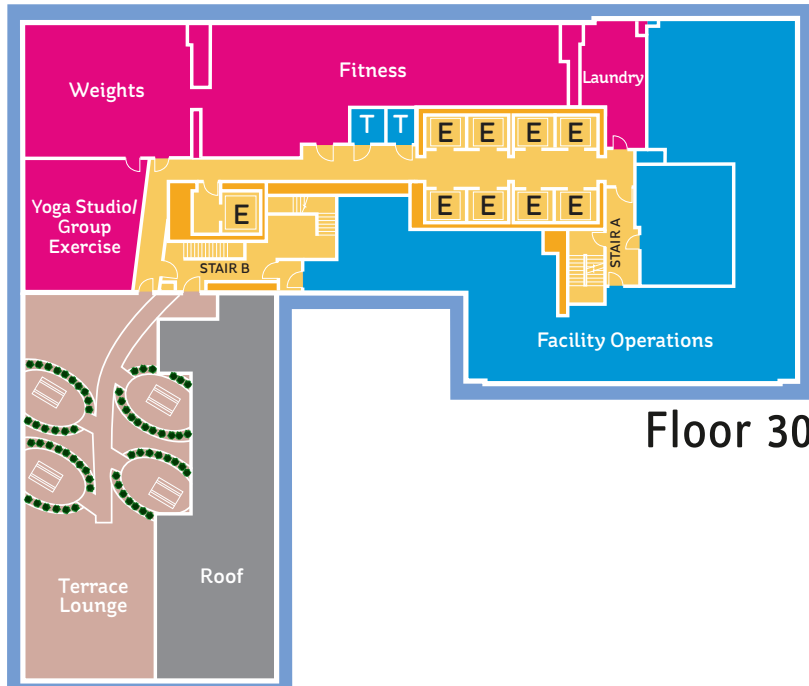 Weights
Fitness
Laundry
T T
E E E E
Yoga Studio/
Group
Exercise
E
E E E E
STAIR A
STAIR B
Facility Operations
Floor 30
Terrace
Lounge
Roof